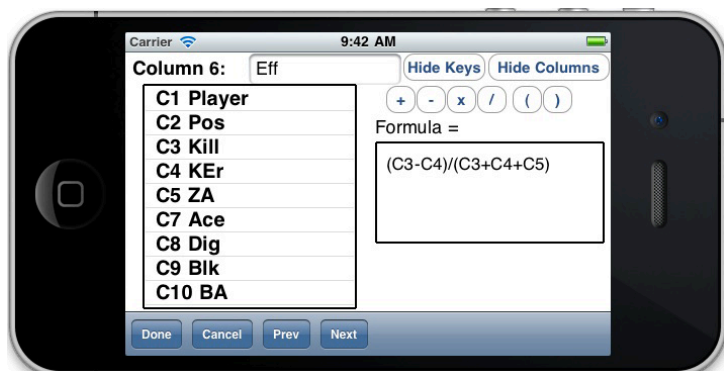 Carrier 9:42 AM
Column 6: Eff Hide Keys Hide Columns
+ - x / ( )
Formula =
(C3-C4)/(C3+C4+C5)
C1 Player
C2 Pos
C3 Kill
C4 KEr
C5 ZA
C7 Ace
C8 Dig
C9 Blk
C10 BA
Done Cancel Prev Next